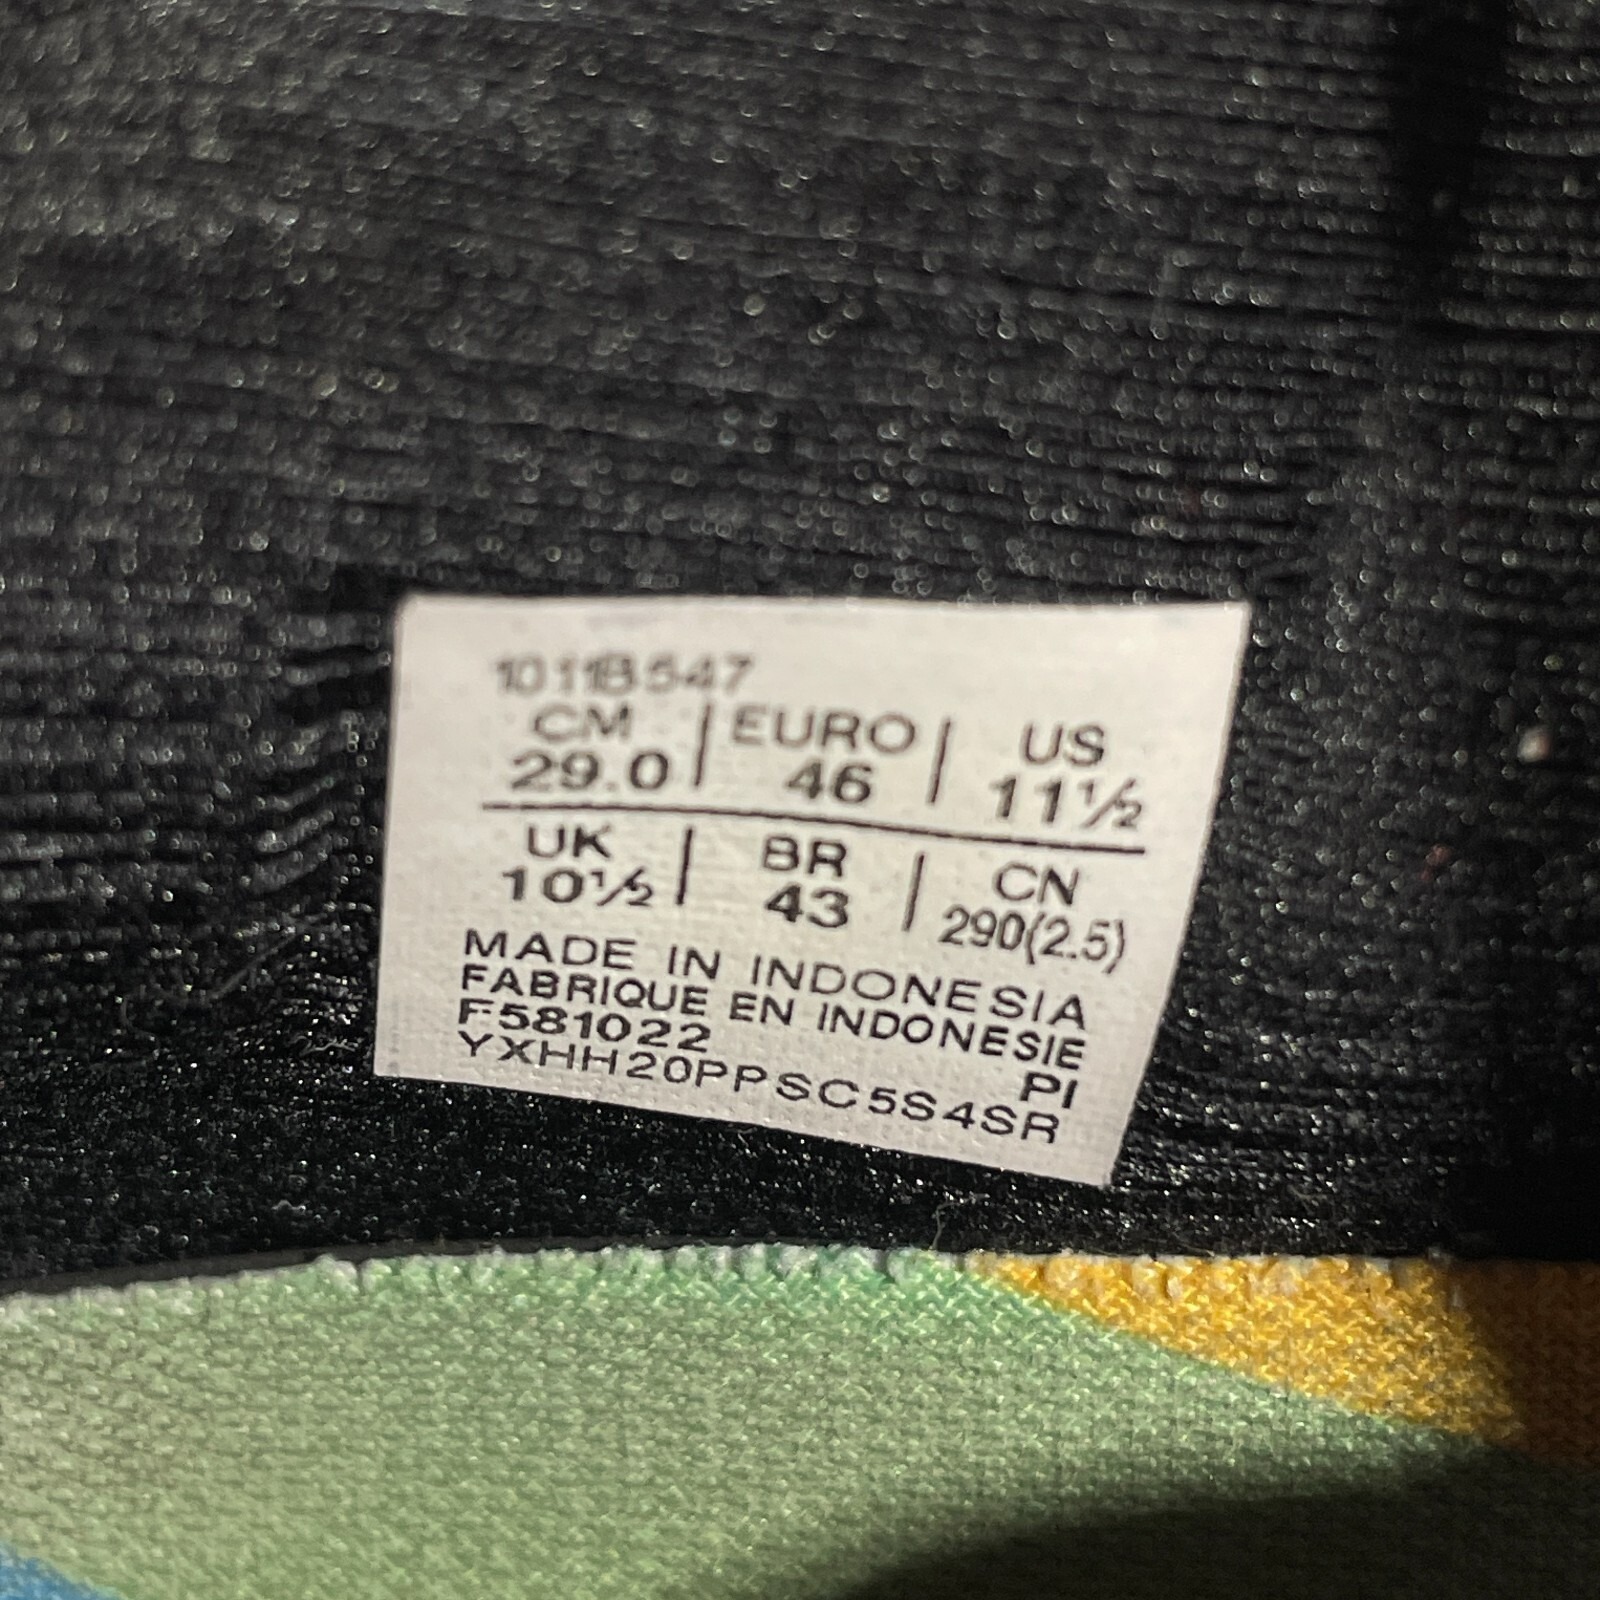 1011B547
CM | EURO | US
29.0 | 46 | 11½
UK | BR | CN
10½ | 43 | 290(2.5)
MADE IN INDONESIA
FABRIQUE EN INDONESIE
F581022 PI
YXHH20PPSC5S4SR